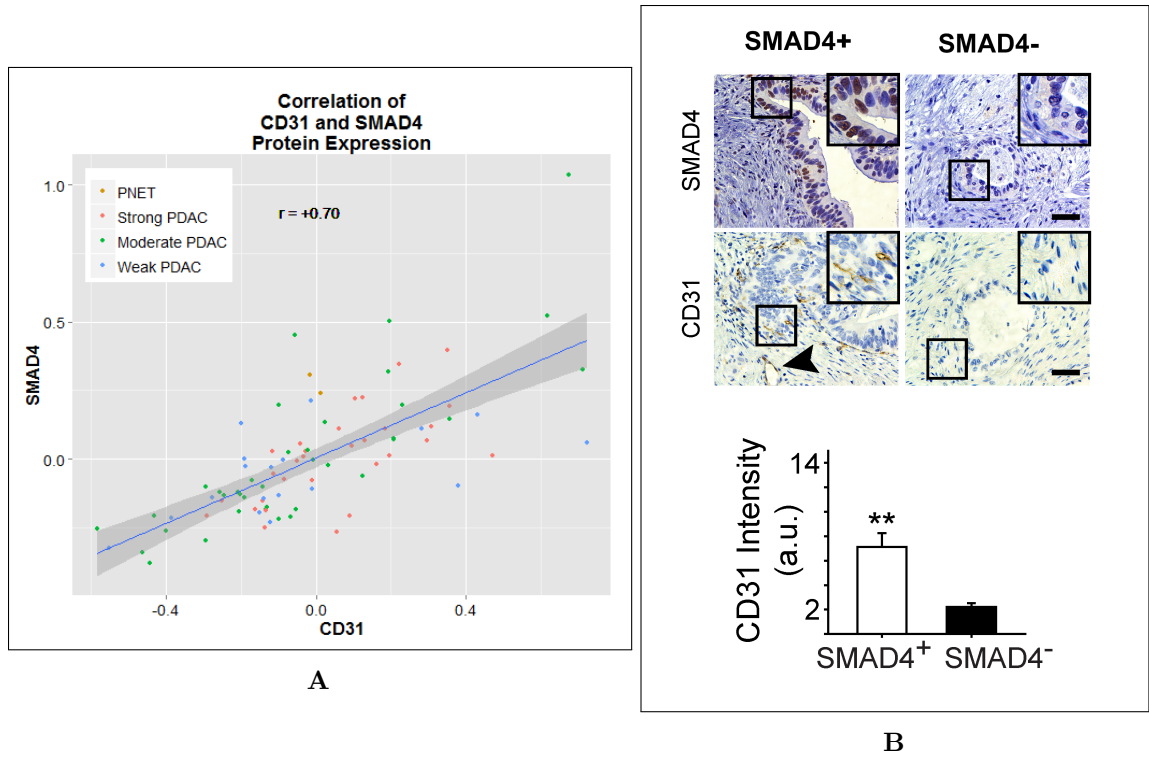 Correlation of
CD31 and SMAD4
Protein Expression
PNET
Strong PDAC
Moderate PDAC
Weak PDAC
r = +0.70
1.0
0.5
0.0
SMAD4
-0.4
0.0
0.4
CD31
A
SMAD4+
SMAD4-
SMAD4
CD31
CD31 Intensity
(a.u.)
14
2
**
SMAD4+
SMAD4-
B